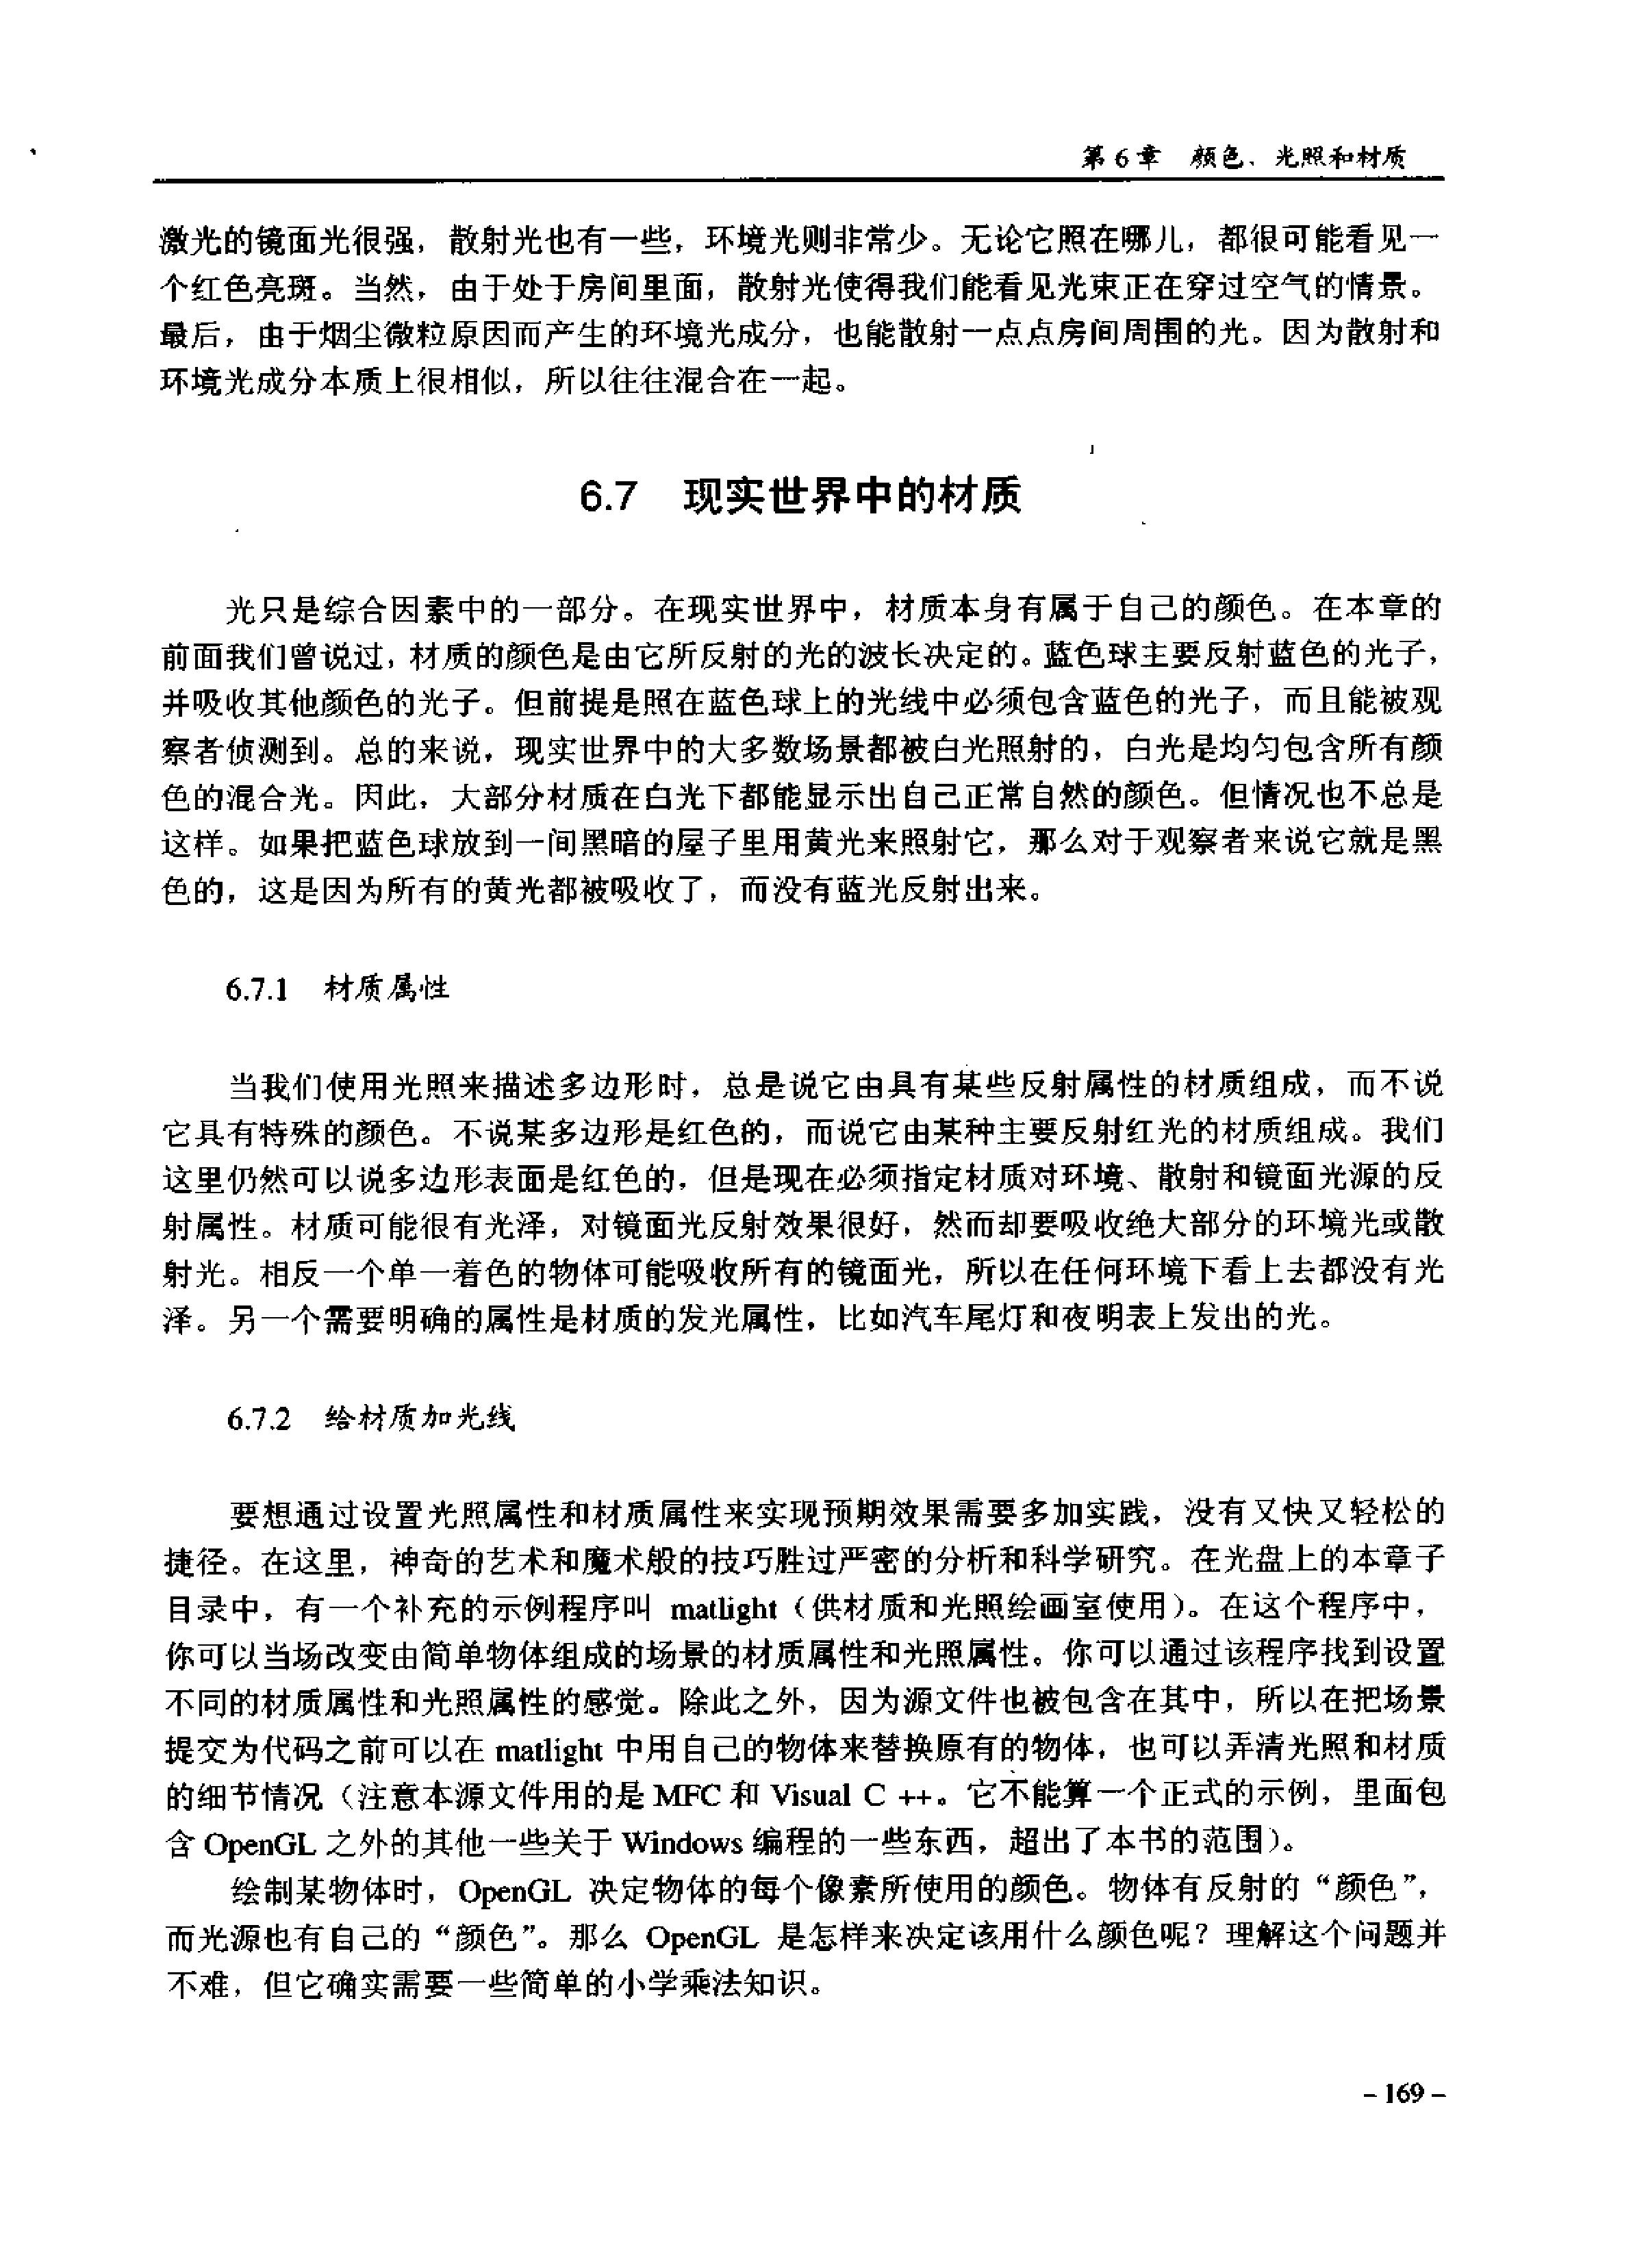 第6章　颜色、光照和材质
激光的镜面光很强，散射光也有一些，环境光则非常少。无论它照在哪儿，都很可能看见一
个红色亮斑。当然，由于处于房间里面，散射光使得我们能看见光束正在穿过空气的情景。
最后，由于烟尘微粒原因而产生的环境光成分，也能散射一点点房间周围的光。因为散射和
环境光成分本质上很相似，所以往往混合在一起。
6.7　现实世界中的材质
光只是综合因素中的一部分。在现实世界中，材质本身有属于自己的颜色。在本章的
前面我们曾说过，材质的颜色是由它所反射的光的波长决定的。蓝色球主要反射蓝色的光子，
并吸收其他颜色的光子。但前提是照在蓝色球上的光线中必须包含蓝色的光子，而且能被观
察者侦测到。总的来说，现实世界中的大多数场景都被白光照射的，白光是均匀包含所有颜
色的混合光。因此，大部分材质在白光下都能显示出自己正常自然的颜色。但情况也不总是
这样。如果把蓝色球放到一间黑暗的屋子里用黄光来照射它，那么对于观察者来说它就是黑
色的，这是因为所有的黄光都被吸收了，而没有蓝光反射出来。
6.7.1　材质属性
当我们使用光照来描述多边形时，总是说它由具有某些反射属性的材质组成，而不说
它具有特殊的颜色。不说某多边形是红色的，而说它由某种主要反射红光的材质组成。我们
这里仍然可以说多边形表面是红色的，但是现在必须指定材质对环境、散射和镜面光源的反
射属性。材质可能很有光泽，对镜面光反射效果很好，然而却要吸收绝大部分的环境光或散
射光。相反一个单一着色的物体可能吸收所有的镜面光，所以在任何环境下看上去都没有光
泽。另一个需要明确的属性是材质的发光属性，比如汽车尾灯和夜明表上发出的光。
6.7.2　给材质加光线
要想通过设置光照属性和材质属性来实现预期效果需要多加实践，没有又快又轻松的
捷径。在这里，神奇的艺术和魔术般的技巧胜过严密的分析和科学研究。在光盘上的本章子
目录中，有一个补充的示例程序叫 matlight（供材质和光照绘画室使用）。在这个程序中，
你可以当场改变由简单物体组成的场景的材质属性和光照属性。你可以通过该程序找到设置
不同的材质属性和光照属性的感觉。除此之外，因为源文件也被包含在其中，所以在把场景
提交为代码之前可以在 matlight 中用自己的物体来替换原有的物体，也可以弄清光照和材质
的细节情况（注意本源文件用的是 MFC 和 Visual C ++。它不能算一个正式的示例，里面包
含 OpenGL 之外的其他一些关于 Windows 编程的一些东西，超出了本书的范围）。
绘制某物体时，OpenGL 决定物体的每个像素所使用的颜色。物体有反射的“颜色”，
而光源也有自己的“颜色”。那么 OpenGL 是怎样来决定该用什么颜色呢？理解这个问题并
不难，但它确实需要一些简单的小学乘法知识。
- 169 -